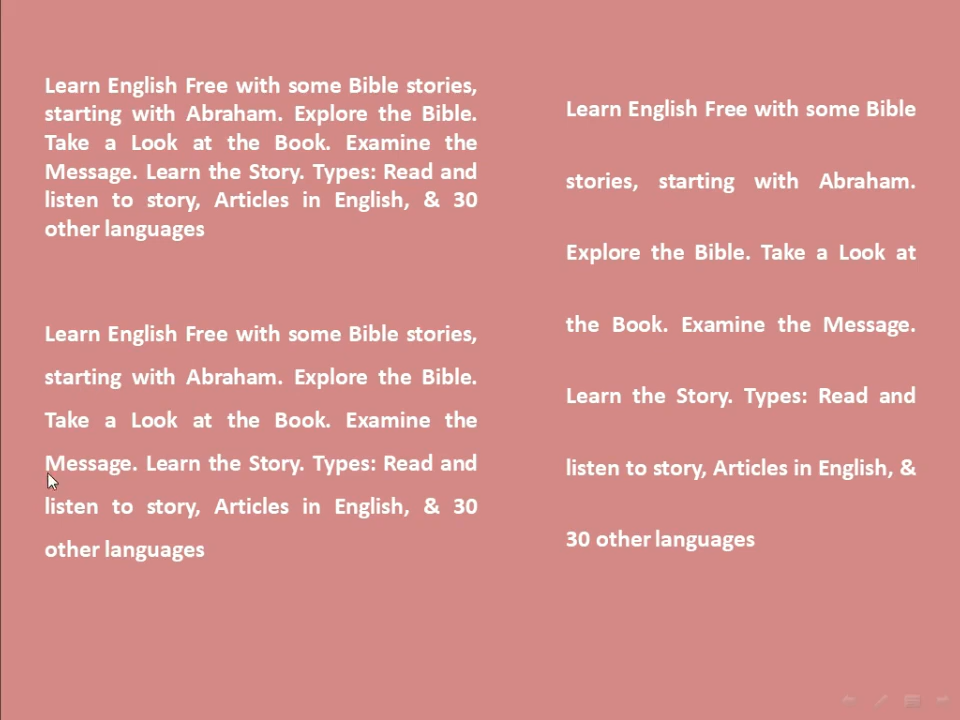 Learn English Free with some Bible stories,
starting with Abraham. Explore the Bible.
Take a Look at the Book. Examine the
Message. Learn the Story. Types: Read and
listen to story, Articles in English, & 30
other languages
Learn English Free with some Bible stories,
starting with Abraham. Explore the Bible.
Take a Look at the Book. Examine the
Message. Learn the Story. Types: Read and
listen to story, Articles in English, & 30
other languages
Learn English Free with some Bible
stories, starting with Abraham.
Explore the Bible. Take a Look at
the Book. Examine the Message.
Learn the Story. Types: Read and
listen to story, Articles in English, &
30 other languages